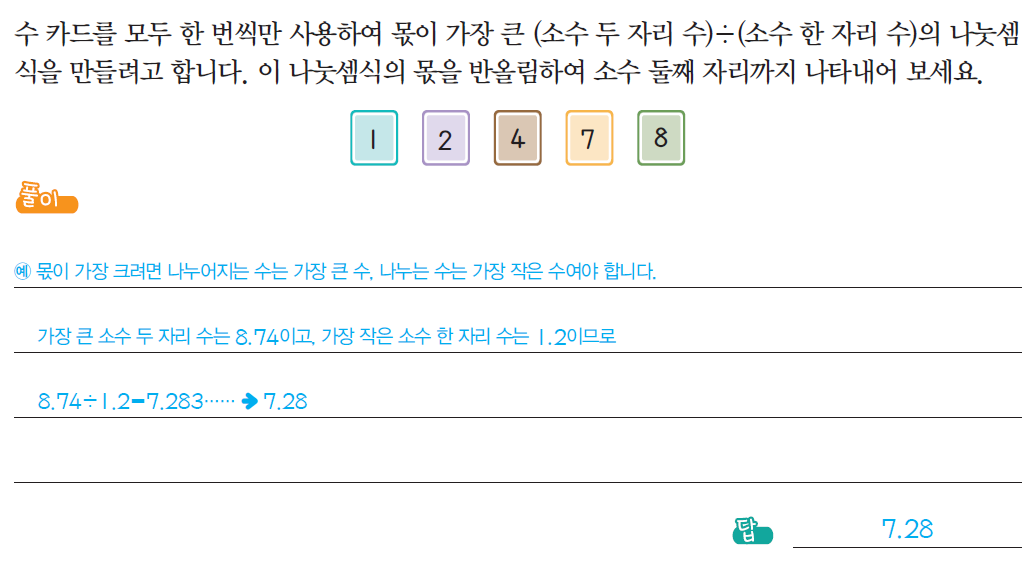 수 카드를 모두 한 번씩만 사용하여 몫이 가장 큰 (소수 두 자리 수)÷(소수 한 자리 수)의 나눗셈
식을 만들려고 합니다. 이 나눗셈식의 몫을 반올림하여 소수 둘째 자리까지 나타내어 보세요.
1 2 4 7 8
풀이
예 몫이 가장 크려면 나누어지는 수는 가장 큰 수, 나누는 수는 가장 작은 수여야 합니다.
가장 큰 소수 두 자리 수는 8.74이고, 가장 작은 소수 한 자리 수는 1.2이므로
8.74÷1.2=7.283…… ➜ 7.28
답 7.28